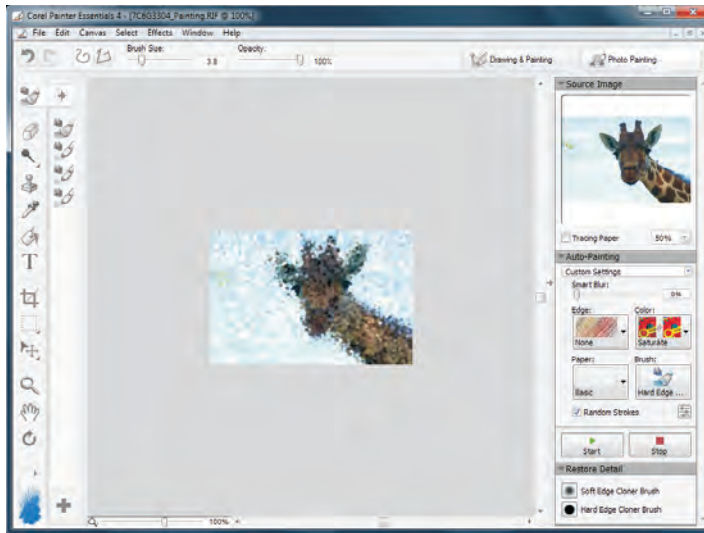 Corel Painter Essentials 4 - [7C6G3304_Painting.RIF @ 100%]
File Edit Canvas Select Effects Window Help
Brush Size: 3.8 Opacity: 100%
Drawing & Painting Photo Painting
Source Image
Tracing Paper 50%
Auto-Painting
Custom Settings
Smart Blur:
0%
Edge: Color:
None Saturate
Paper: Brush:
Basic Hard Edge ...
Random Strokes
Start Stop
Restore Detail
Soft Edge Cloner Brush
Hard Edge Cloner Brush
T
100%